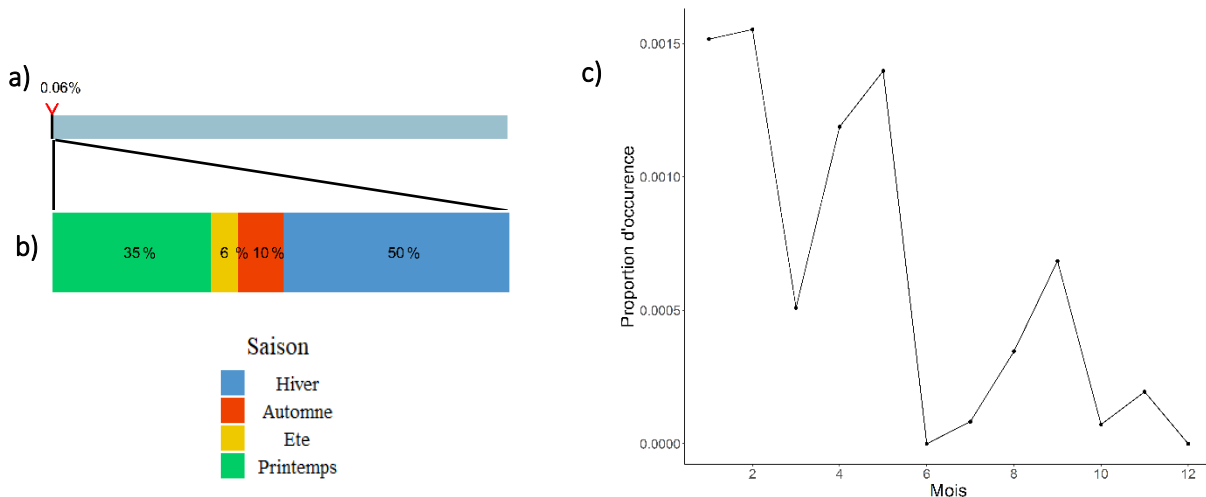 a)
0.06%
b)
35 %
6 % 10 %
50 %
Saison
Hiver
Automne
Ete
Printemps
c)
Proportion d'occurence
0.0015
0.0010
0.0005
0.0000
2 4 6 8 10 12
Mois